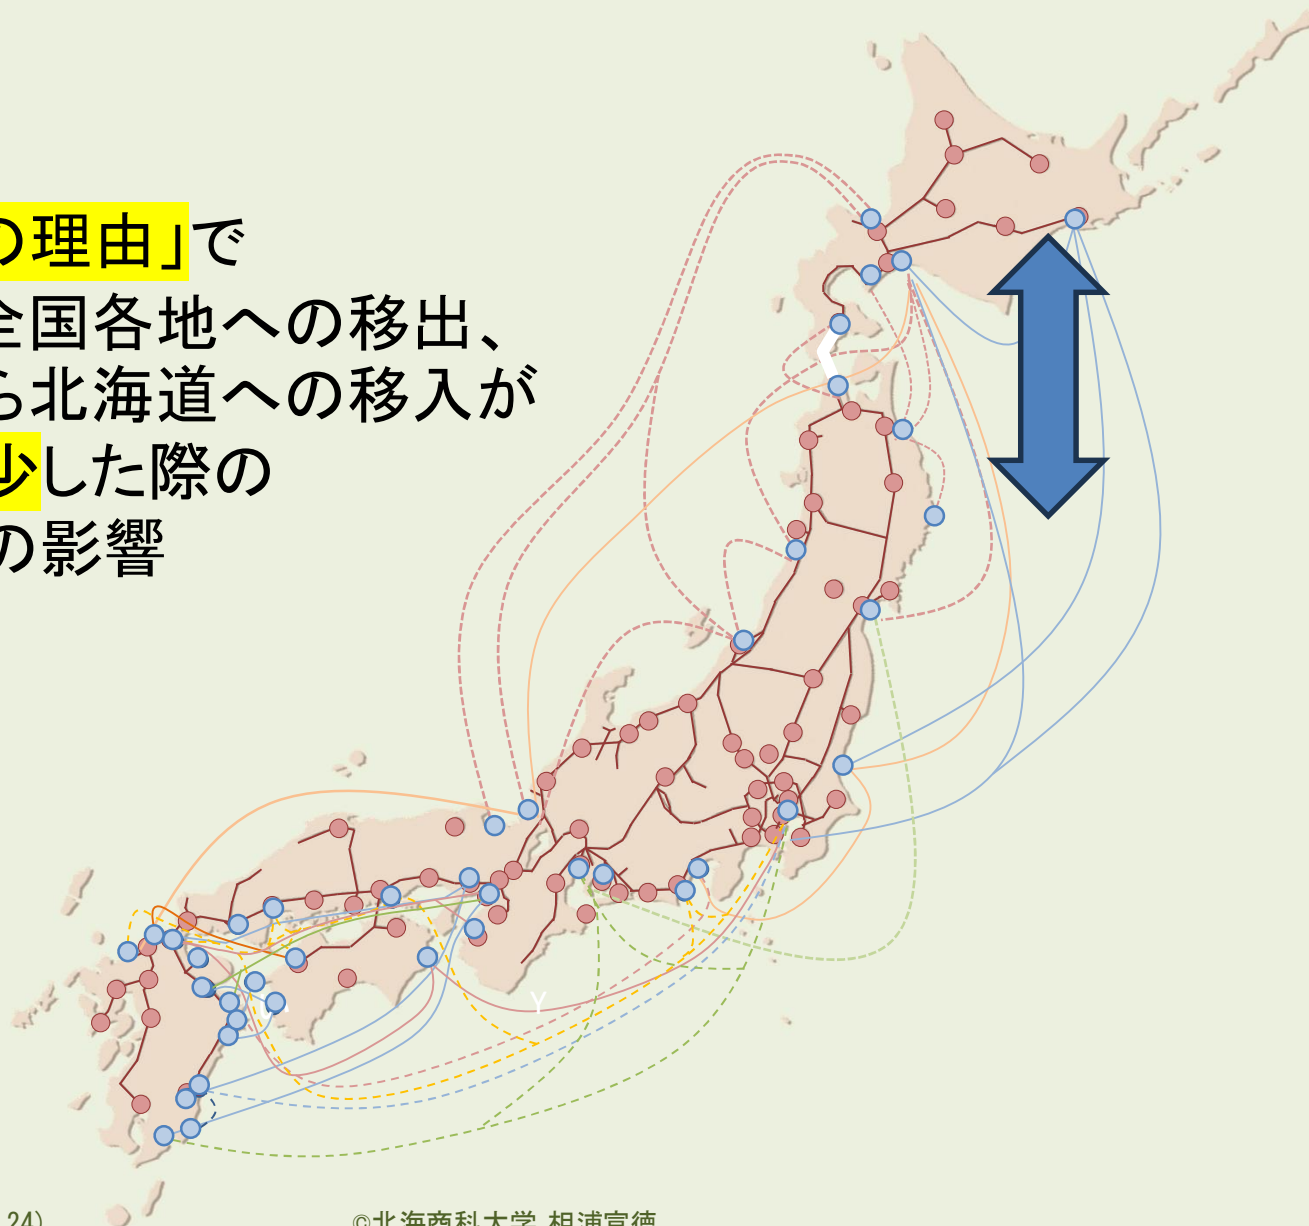 の理由」で
全国各地への移出、
ら北海道への移入が
少した際の
の影響
Y
24)
©北海商科大学 相浦宣徳